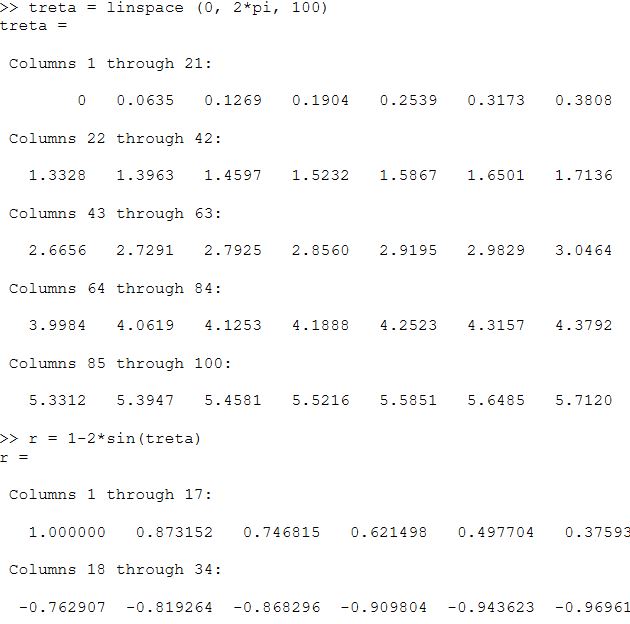 >> treta = linspace (0, 2*pi, 100)
treta =
Columns 1 through 21:
0 0.0635 0.1269 0.1904 0.2539 0.3173 0.3808
Columns 22 through 42:
1.3328 1.3963 1.4597 1.5232 1.5867 1.6501 1.7136
Columns 43 through 63:
2.6656 2.7291 2.7925 2.8560 2.9195 2.9829 3.0464
Columns 64 through 84:
3.9984 4.0619 4.1253 4.1888 4.2523 4.3157 4.3792
Columns 85 through 100:
5.3312 5.3947 5.4581 5.5216 5.5851 5.6485 5.7120
>> r = 1-2*sin(treta)
r =
Columns 1 through 17:
1.000000 0.873152 0.746815 0.621498 0.497704 0.37593
Columns 18 through 34:
-0.762907 -0.819264 -0.868296 -0.909804 -0.943623 -0.96961